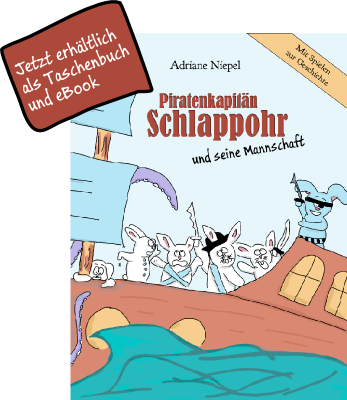 Jetzt erhältlich
als Taschenbuch
und eBook
Mit Spielen
zur Geschichte
Adriane Niepel
Piratenkapitän
Schlappohr
und seine Mannschaft